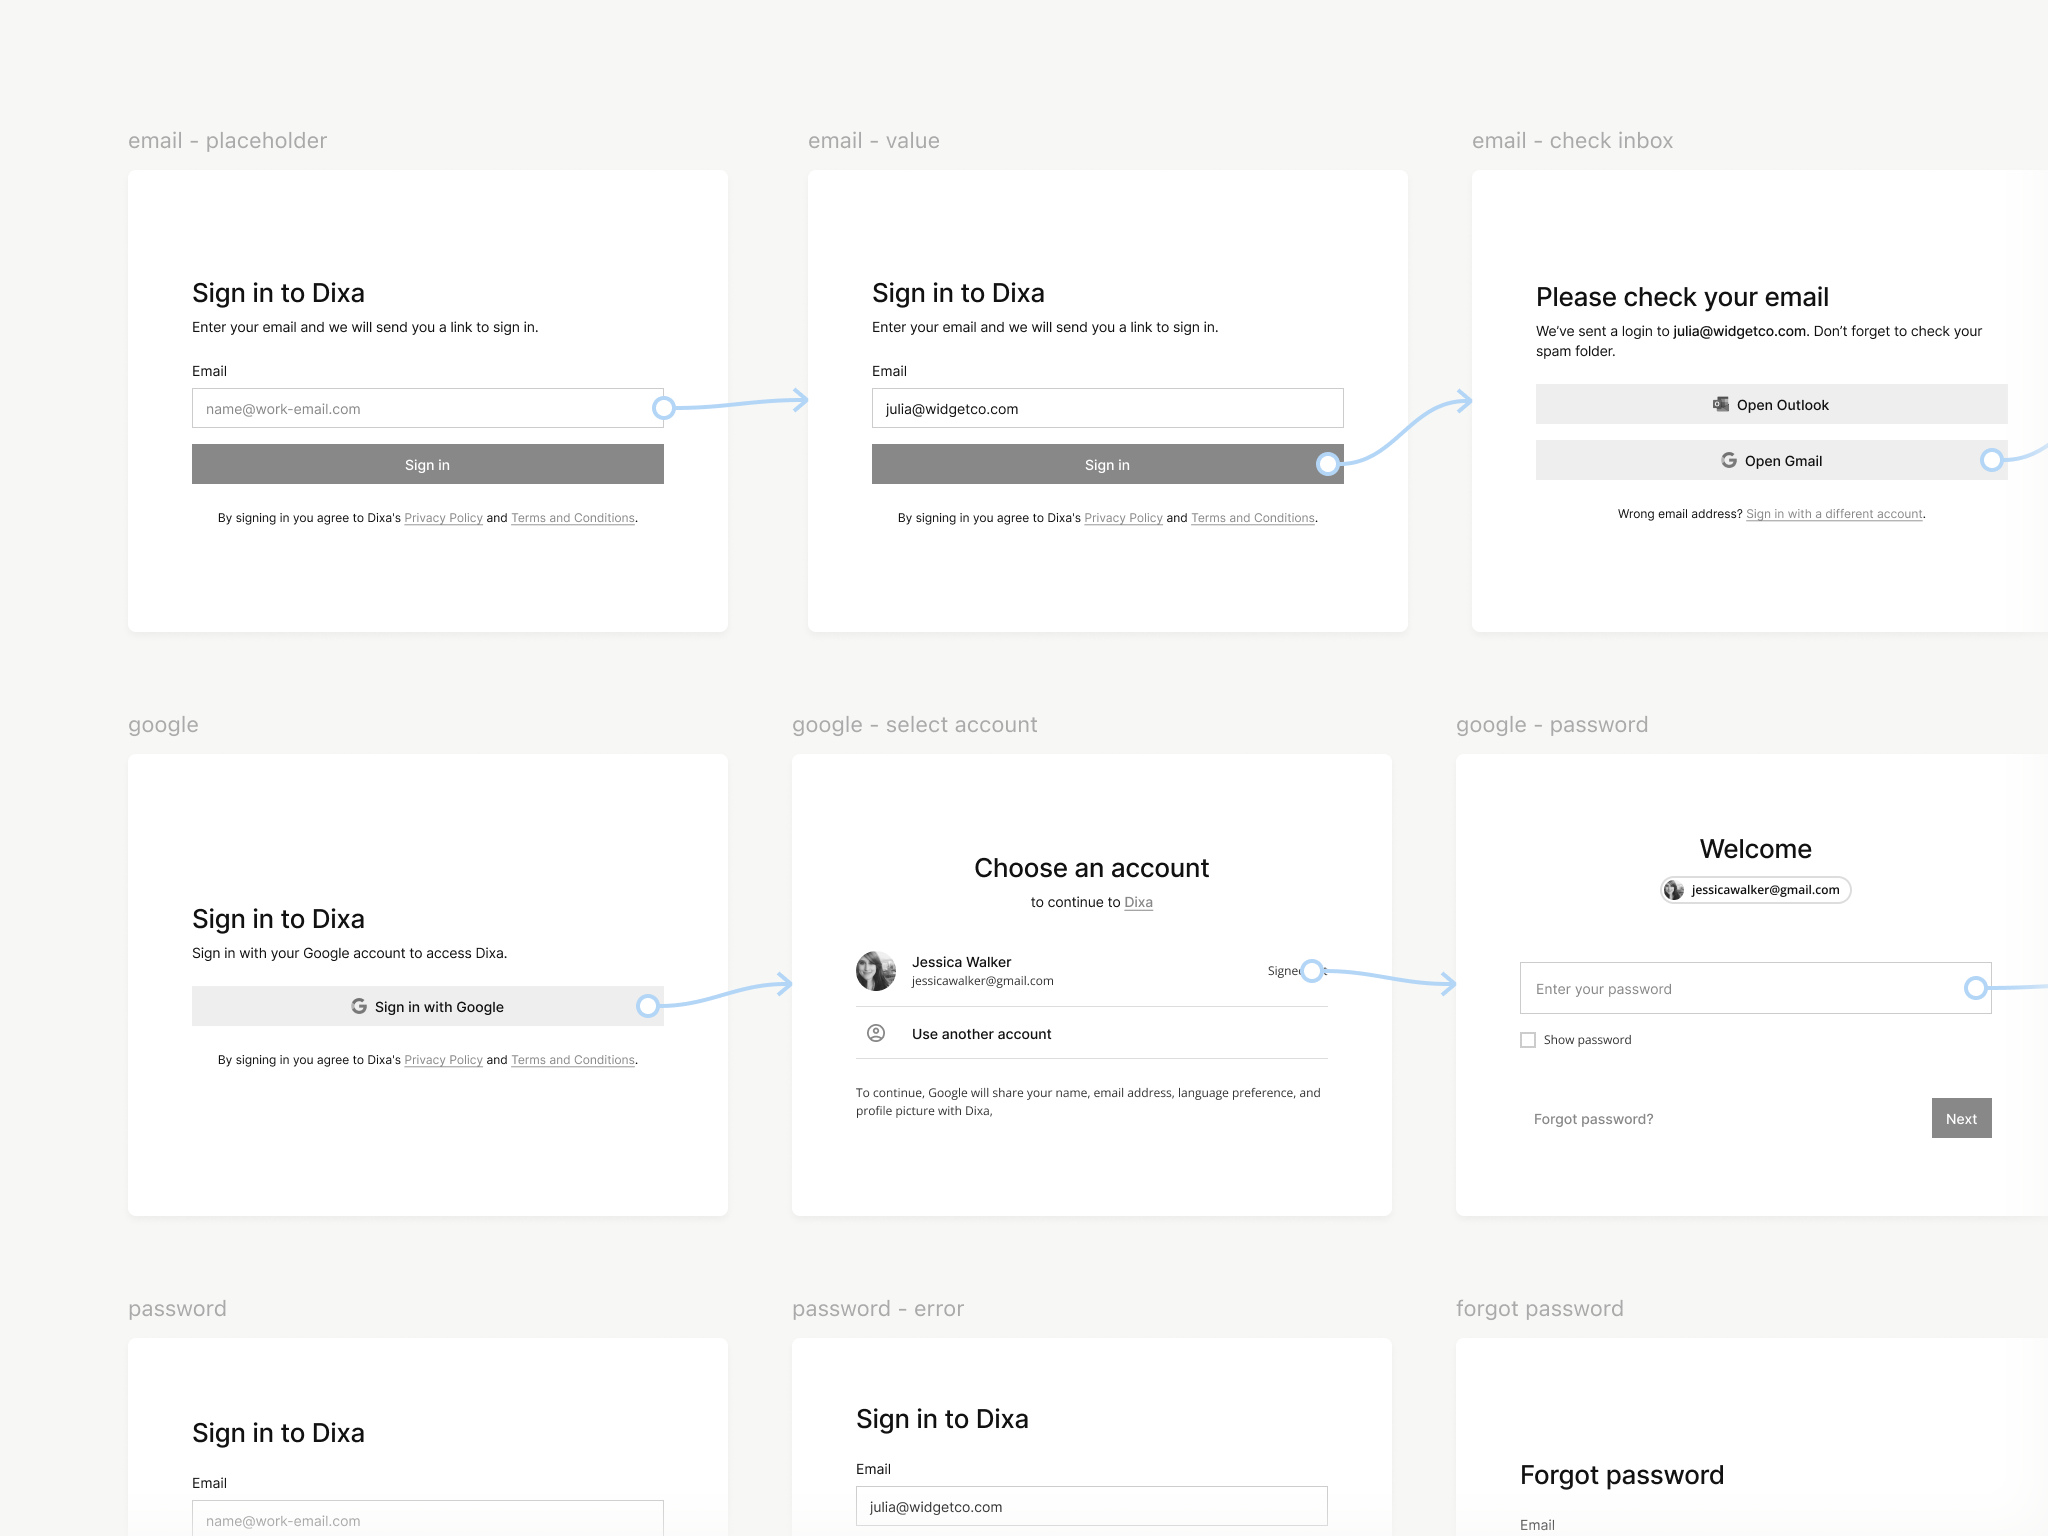 email - placeholder
Sign in to Dixa
Enter your email and we will send you a link to sign in.
Email
name@work-email.com
Sign in
By signing in you agree to Dixa's Privacy Policy and Terms and Conditions.
email - value
Sign in to Dixa
Enter your email and we will send you a link to sign in.
Email
julia@widgetco.com
Sign in
By signing in you agree to Dixa's Privacy Policy and Terms and Conditions.
email - check inbox
Please check your email
We've sent a login to julia@widgetco.com. Don't forget to check your
spam folder.
Open Outlook
Open Gmail
Wrong email address? Sign in with a different account.
google
Sign in to Dixa
Sign in with your Google account to access Dixa.
Sign in with Google
By signing in you agree to Dixa's Privacy Policy and Terms and Conditions.
google - select account
Choose an account
to continue to Dixa
Jessica Walker
jessicawalker@gmail.com
Use another account
To continue, Google will share your name, email address, language preference, and
profile picture with Dixa,
google - password
Welcome
jessicawalker@gmail.com
Enter your password
Show password
Forgot password?
Next
password
Sign in to Dixa
Email
name@work-email.com
password - error
Sign in to Dixa
Email
julia@widgetco.com
forgot password
Forgot password
Email